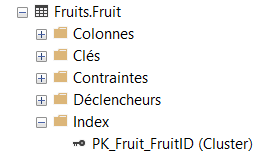 Fruits.Fruit
Colonnes
Clés
Contraintes
Déclencheurs
Index
PK_Fruit_FruitID (Cluster)